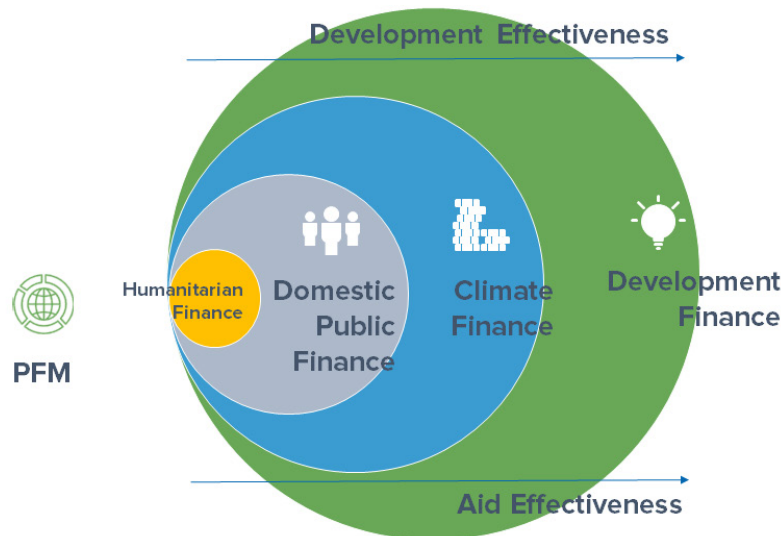 Development Effectiveness
Humanitarian
Finance
Domestic
Public
Finance
Climate
Finance
Development
Finance
PFM
Aid Effectiveness